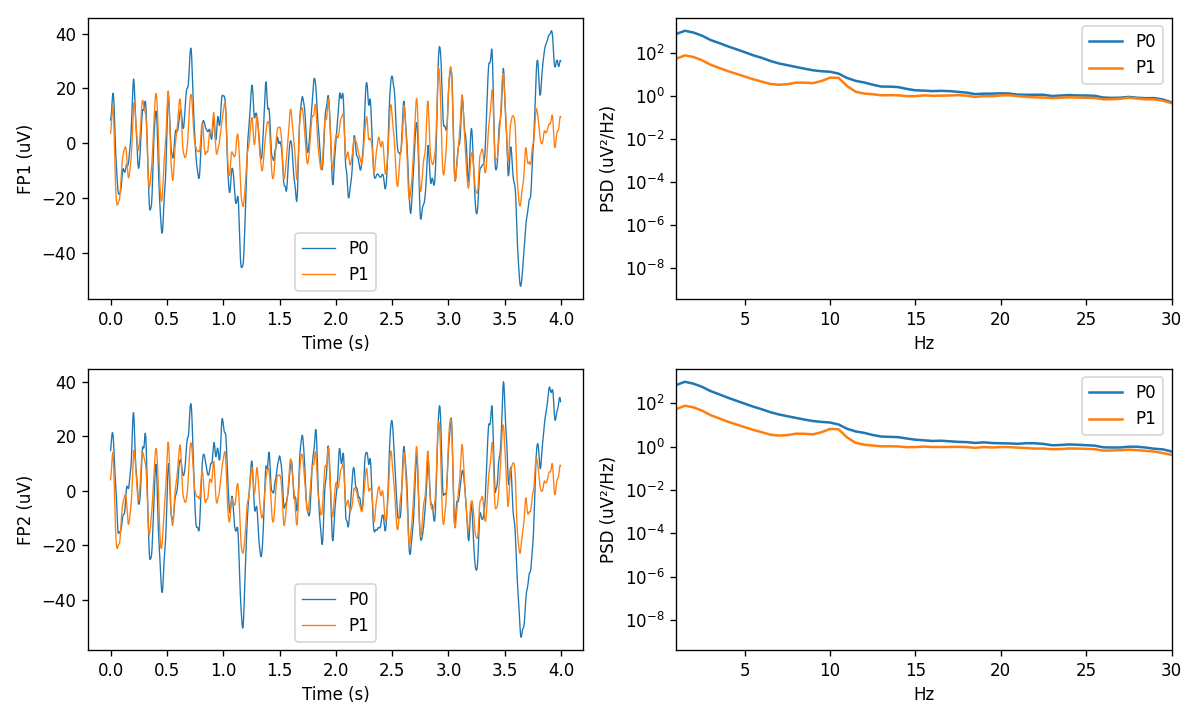 FP1 (uV)
40
20
0
−20
−40
P0
P1
0.0 0.5 1.0 1.5 2.0 2.5 3.0 3.5 4.0
Time (s)
PSD (uV²/Hz)
10²
10⁰
10⁻²
10⁻⁴
10⁻⁶
10⁻⁸
P0
P1
5 10 15 20 25 30
Hz
FP2 (uV)
40
20
0
−20
−40
P0
P1
0.0 0.5 1.0 1.5 2.0 2.5 3.0 3.5 4.0
Time (s)
PSD (uV²/Hz)
10²
10⁰
10⁻²
10⁻⁴
10⁻⁶
10⁻⁸
P0
P1
5 10 15 20 25 30
Hz